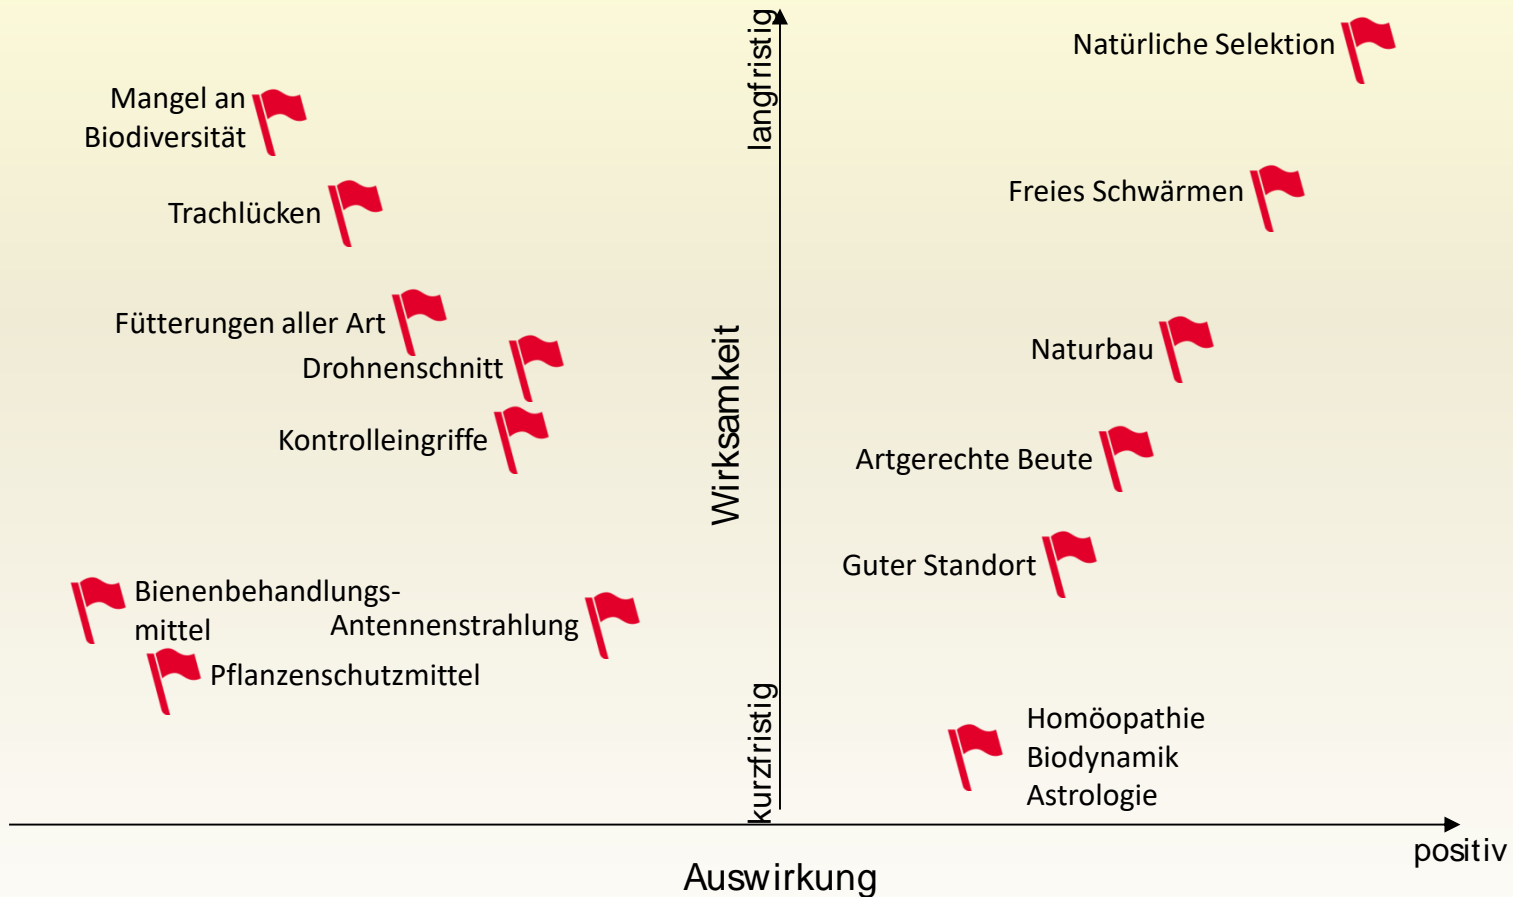 langfristig
Natürliche Selektion
Mangel an
Biodiversität
Freies Schwärmen
Trachlücken
Fütterungen aller Art
Drohnenschnitt
Wirksamkeit
Naturbau
Kontrolleingriffe
Artgerechte Beute
Guter Standort
Bienenbehandlungs-
mittel
Antennenstrahlung
Pflanzenschutzmittel
kurzfristig
Homöopathie
Biodynamik
Astrologie
positiv
Auswirkung